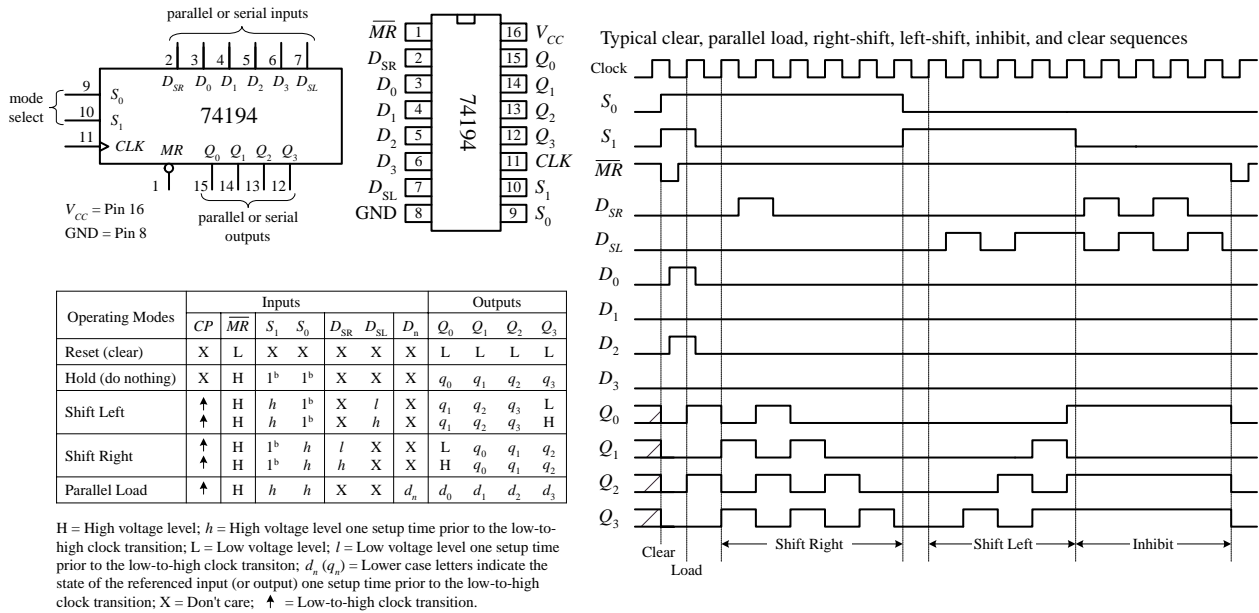 parallel or serial inputs
2 3 4 5 6 7
D_SR D_0 D_1 D_2 D_3 D_SL
mode
select
9 S_0
10 S_1
11 CLK
74194
MR Q_0 Q_1 Q_2 Q_3
1 15 14 13 12
parallel or serial
outputs
V_CC = Pin 16
GND = Pin 8
74194
MR 1 16 V_CC
D_SR 2 15 Q_0
D_0 3 14 Q_1
D_1 4 13 Q_2
D_2 5 12 Q_3
D_3 6 11 CLK
D_SL 7 10 S_1
GND 8 9 S_0
Typical clear, parallel load, right-shift, left-shift, inhibit, and clear sequences
Clock
S_0
S_1
MR
D_SR
D_SL
D_0
D_1
D_2
D_3
Q_0
Q_1
Q_2
Q_3
Clear
Load
Shift Right
Shift Left
Inhibit
Operating Modes Inputs Outputs
CP MR S_1 S_0 D_SR D_SL D_n Q_0 Q_1 Q_2 Q_3
Reset (clear) X L X X X X X L L L L
Hold (do nothing) X H 1^b 1^b X X X q_0 q_1 q_2 q_3
Shift Left ↑ H h 1^b X l X q_1 q_2 q_3 L
↑ H h 1^b X h X q_1 q_2 q_3 H
Shift Right ↑ H 1^b h l X X L q_0 q_1 q_2
↑ H 1^b h h X X H q_0 q_1 q_2
Parallel Load ↑ H h h X X d_n d_0 d_1 d_2 d_3
H = High voltage level; h = High voltage level one setup time prior to the low-to-
high clock transition; L = Low voltage level; l = Low voltage level one setup time
prior to the low-to-high clock transiton; d_n (q_n) = Lower case letters indicate the
state of the referenced input (or output) one setup time prior to the low-to-high
clock transition; X = Don't care; ↑ = Low-to-high clock transition.